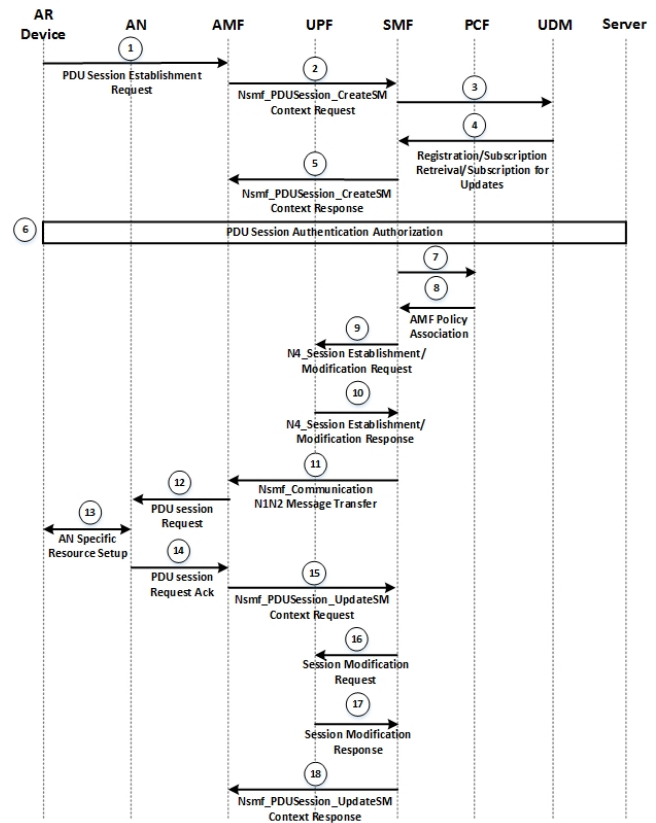 AR Device
AN
AMF
UPF
SMF
PCF
UDM
Server
1
PDU Session Establishment
Request
2
Nsmf_PDUSession_CreateSM
Context Request
3
4
Registration/Subscription
Retreival/Subscription for
Updates
5
Nsmf_PDUSession_CreateSM
Context Response
6
PDU Session Authentication Authorization
7
8
AMF Policy
Association
9
N4_Session Establishment/
Modification Request
10
N4_Session Establishment/
Modification Response
11
Nsmf_Communication
N1N2 Message Transfer
12
PDU session
Request
13
AN Specific
Resource Setup
14
PDU session
Request Ack
15
Nsmf_PDUSession_UpdateSM
Context Request
16
Session Modification
Request
17
Session Modification
Response
18
Nsmf_PDUSession_UpdateSM
Context Response